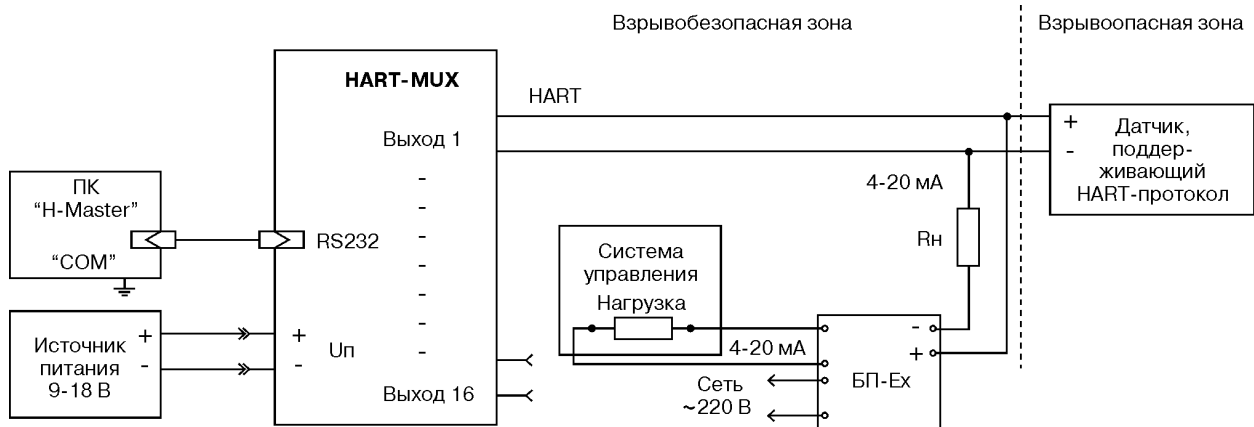 Взрывобезопасная зона
Взрывоопасная зона
HART-MUX
HART
Выход 1
-
-
-
-
-
-
-
Выход 16
+
-
Датчик,
поддер-
живающий
HART-протокол
4-20 мА
Rн
ПК
“H-Master”
“COM”
RS232
Источник
питания
9-18 В
+
-
+
-
Uп
Система
управления
Нагрузка
4-20 мА
Сеть
~220 В
-
+
БП-Ex